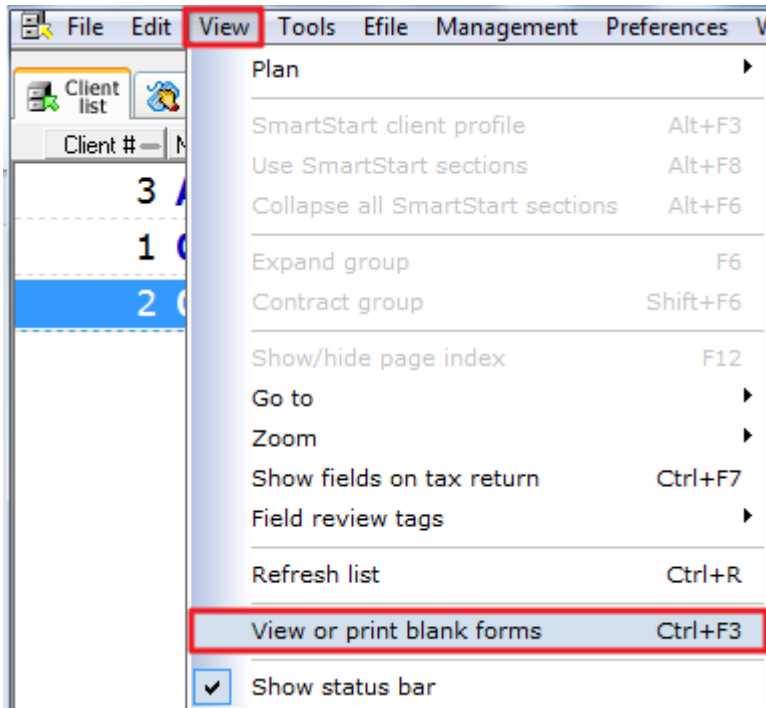 File Edit View Tools Efile Management Preferences
Client
list
Client #
3
1
2
Plan
SmartStart client profile Alt+F3
Use SmartStart sections Alt+F8
Collapse all SmartStart sections Alt+F6
Expand group F6
Contract group Shift+F6
Show/hide page index F12
Go to
Zoom
Show fields on tax return Ctrl+F7
Field review tags
Refresh list Ctrl+R
View or print blank forms Ctrl+F3
Show status bar